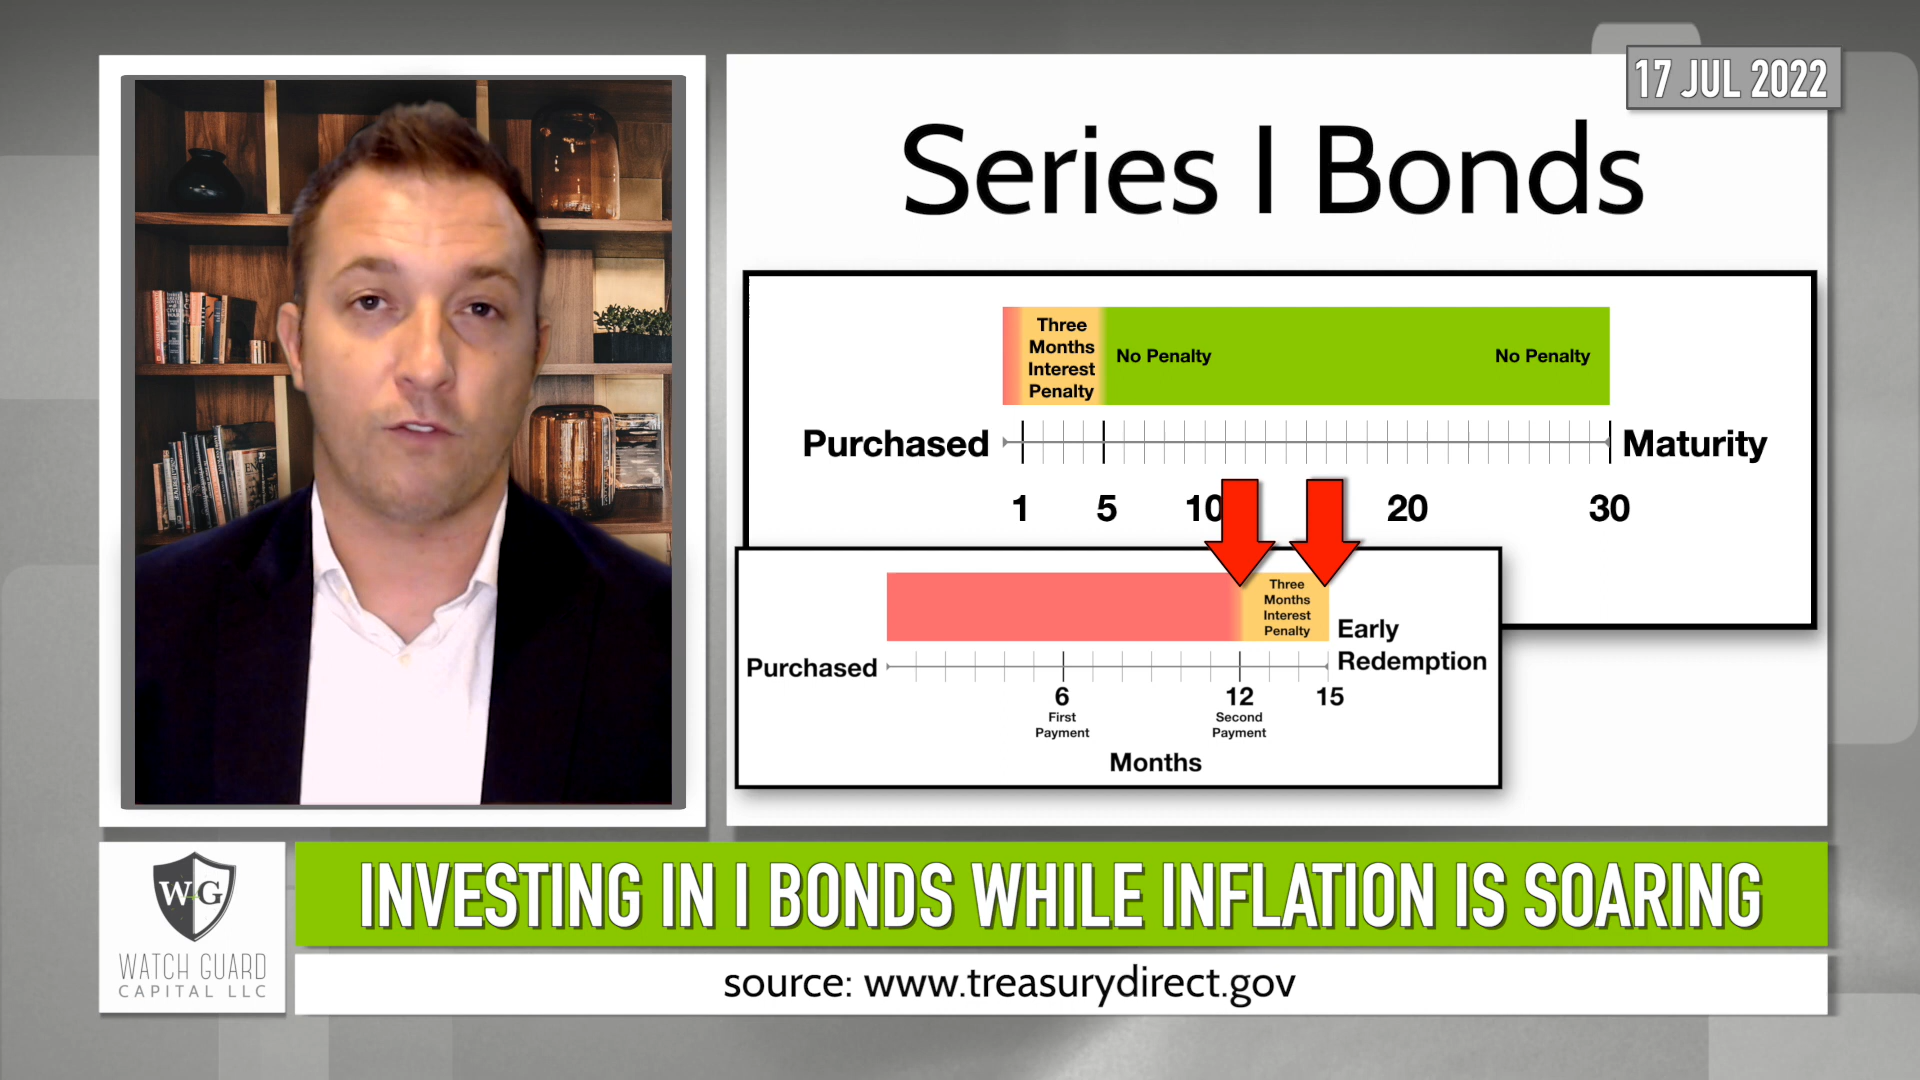 17 JUL 2022
Series I Bonds
Three
Months
Interest
Penalty
No Penalty
No Penalty
Purchased
Maturity
1 5 10 20 30
Three
Months
Interest
Penalty
Early
Redemption
Purchased
6 12 15
First
Payment
Second
Payment
Months
WG
WATCH GUARD
CAPITAL LLC
INVESTING IN I BONDS WHILE INFLATION IS SOARING
source: www.treasurydirect.gov